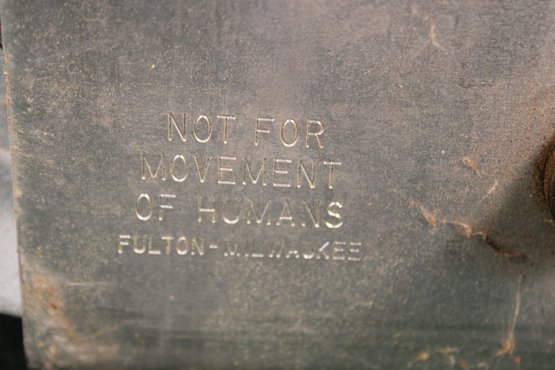 NOT FOR
MOVEMENT
OF HUMANS
FULTON-MILWAUKEE